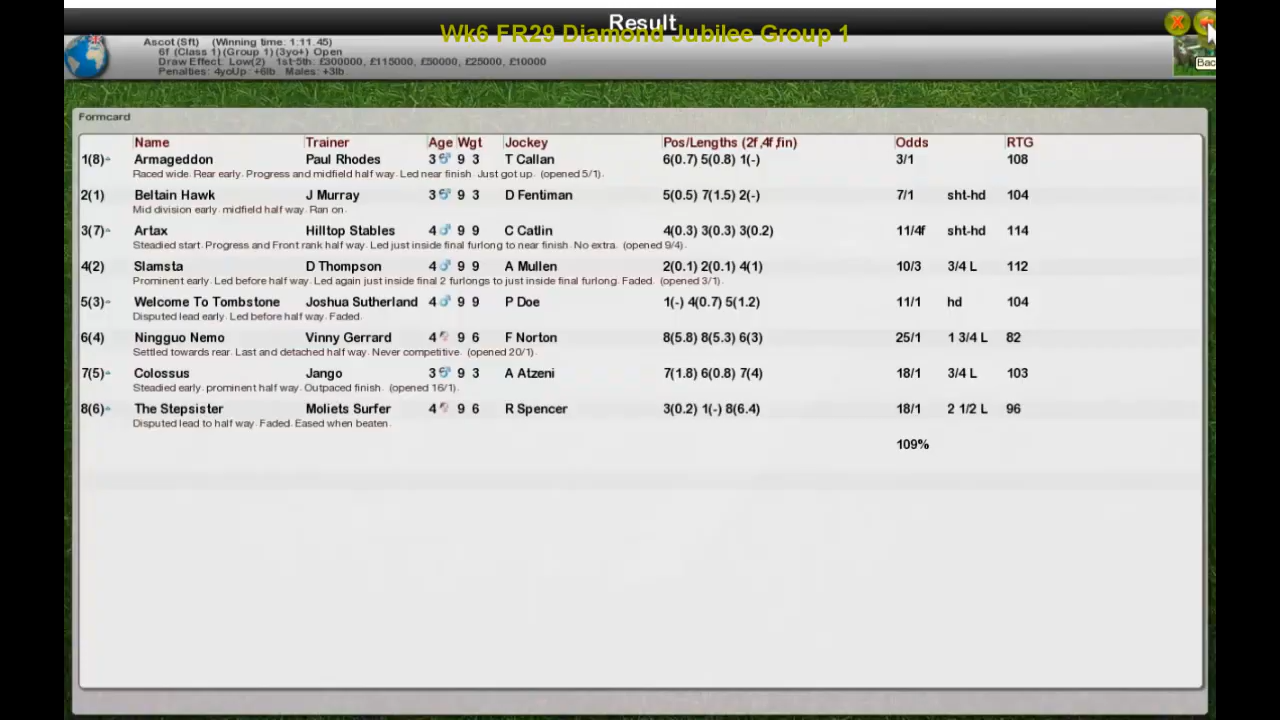 Result
Wk6 FR29 Diamond Jubilee Group 1
Ascot (Sft) (Winning time: 1:11.45)
6f (Class 1) (Group 1) (3yo+) Open
Draw Effect: Low(2) 1st-5th: £300000, £115000, £50000, £25000, £10000
Penalties: 4yoUp: +6lb Males: +3lb
Bac
Formcard
Name Trainer Age Wgt Jockey Pos/Lengths (2f,4f,fin) Odds RTG
1(8) Armageddon Paul Rhodes 3 9 3 T Callan 6(0.7) 5(0.8) 1(-) 3/1 108
Raced wide. Rear early. Progress and midfield half way. Led near finish. Just got up. (opened 5/1).
2(1) Beltain Hawk J Murray 3 9 3 D Fentiman 5(0.5) 7(1.5) 2(-) 7/1 sht-hd 104
Mid division early. midfield half way. Ran on.
3(7) Artax Hilltop Stables 4 9 9 C Catlin 4(0.3) 3(0.3) 3(0.2) 11/4f sht-hd 114
Steadied start. Progress and Front rank half way. Led just inside final furlong to near finish. No extra. (opened 9/4).
4(2) Slamsta D Thompson 4 9 9 A Mullen 2(0.1) 2(0.1) 4(1) 10/3 3/4 L 112
Prominent early. Led before half way. Led again just inside final 2 furlongs to just inside final furlong. Faded. (opened 3/1).
5(3) Welcome To Tombstone Joshua Sutherland 4 9 9 P Doe 1(-) 4(0.7) 5(1.2) 11/1 hd 104
Disputed lead early. Led before half way. Faded.
6(4) Ningguo Nemo Vinny Gerrard 4 9 6 F Norton 8(5.8) 8(5.3) 6(3) 25/1 1 3/4 L 82
Settled towards rear. Last and detached half way. Never competitive. (opened 20/1).
7(5) Colossus Jango 3 9 3 A Atzeni 7(1.8) 6(0.8) 7(4) 18/1 3/4 L 103
Steadied early. prominent half way. Outpaced finish. (opened 16/1).
8(6) The Stepsister Moliets Surfer 4 9 6 R Spencer 3(0.2) 1(-) 8(6.4) 18/1 2 1/2 L 96
Disputed lead to half way. Faded. Eased when beaten.
109%